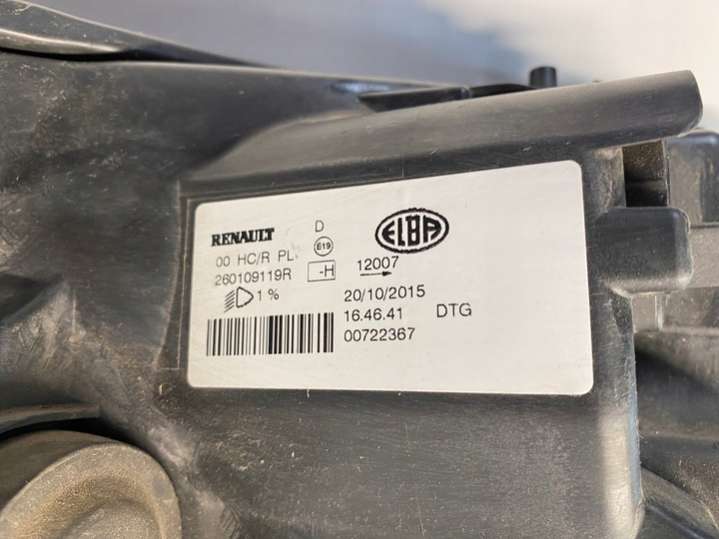 RENAULT D ELBA
00 HC/R PL E19
260109119R -H 12007
1 % 20/10/2015
16.46.41 DTG
00722367